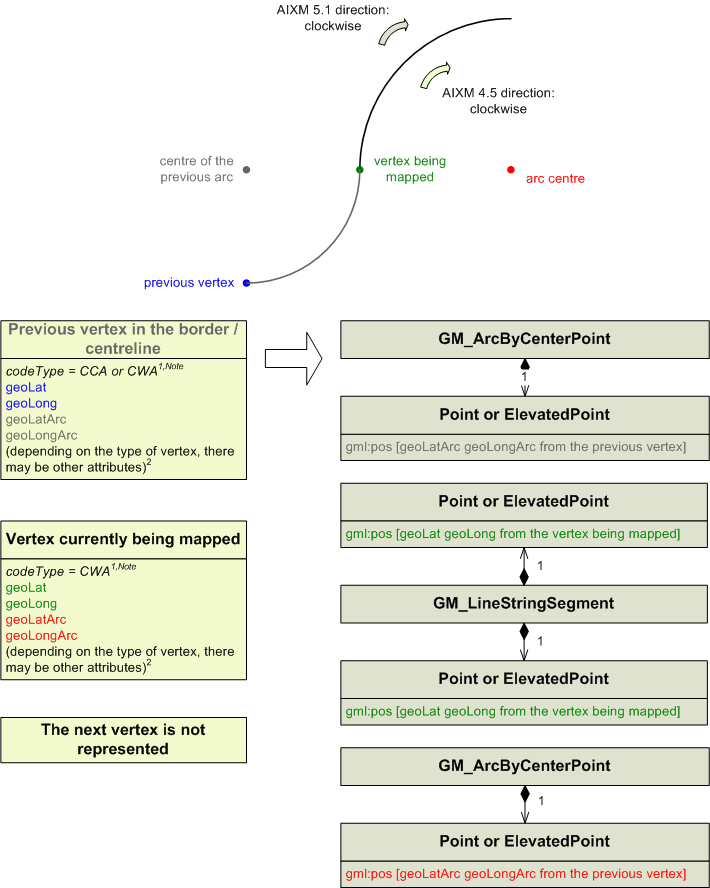 AIXM 5.1 direction:
clockwise
AIXM 4.5 direction:
clockwise
centre of the
previous arc
vertex being
mapped
arc centre
previous vertex
Previous vertex in the border /
centreline
codeType = CCA or CWA1,Note
geoLat
geoLong
geoLatArc
geoLongArc
(depending on the type of vertex, there
may be other attributes)2
Vertex currently being mapped
codeType = CWA1,Note
geoLat
geoLong
geoLatArc
geoLongArc
(depending on the type of vertex, there
may be other attributes)2
The next vertex is not
represented
GM_ArcByCenterPoint
1
Point or ElevatedPoint
gml:pos [geoLatArc geoLongArc from the previous vertex]
Point or ElevatedPoint
gml:pos [geoLat geoLong from the vertex being mapped]
1
GM_LineStringSegment
1
Point or ElevatedPoint
gml:pos [geoLat geoLong from the vertex being mapped]
GM_ArcByCenterPoint
1
Point or ElevatedPoint
gml:pos [geoLatArc geoLongArc from the previous vertex]